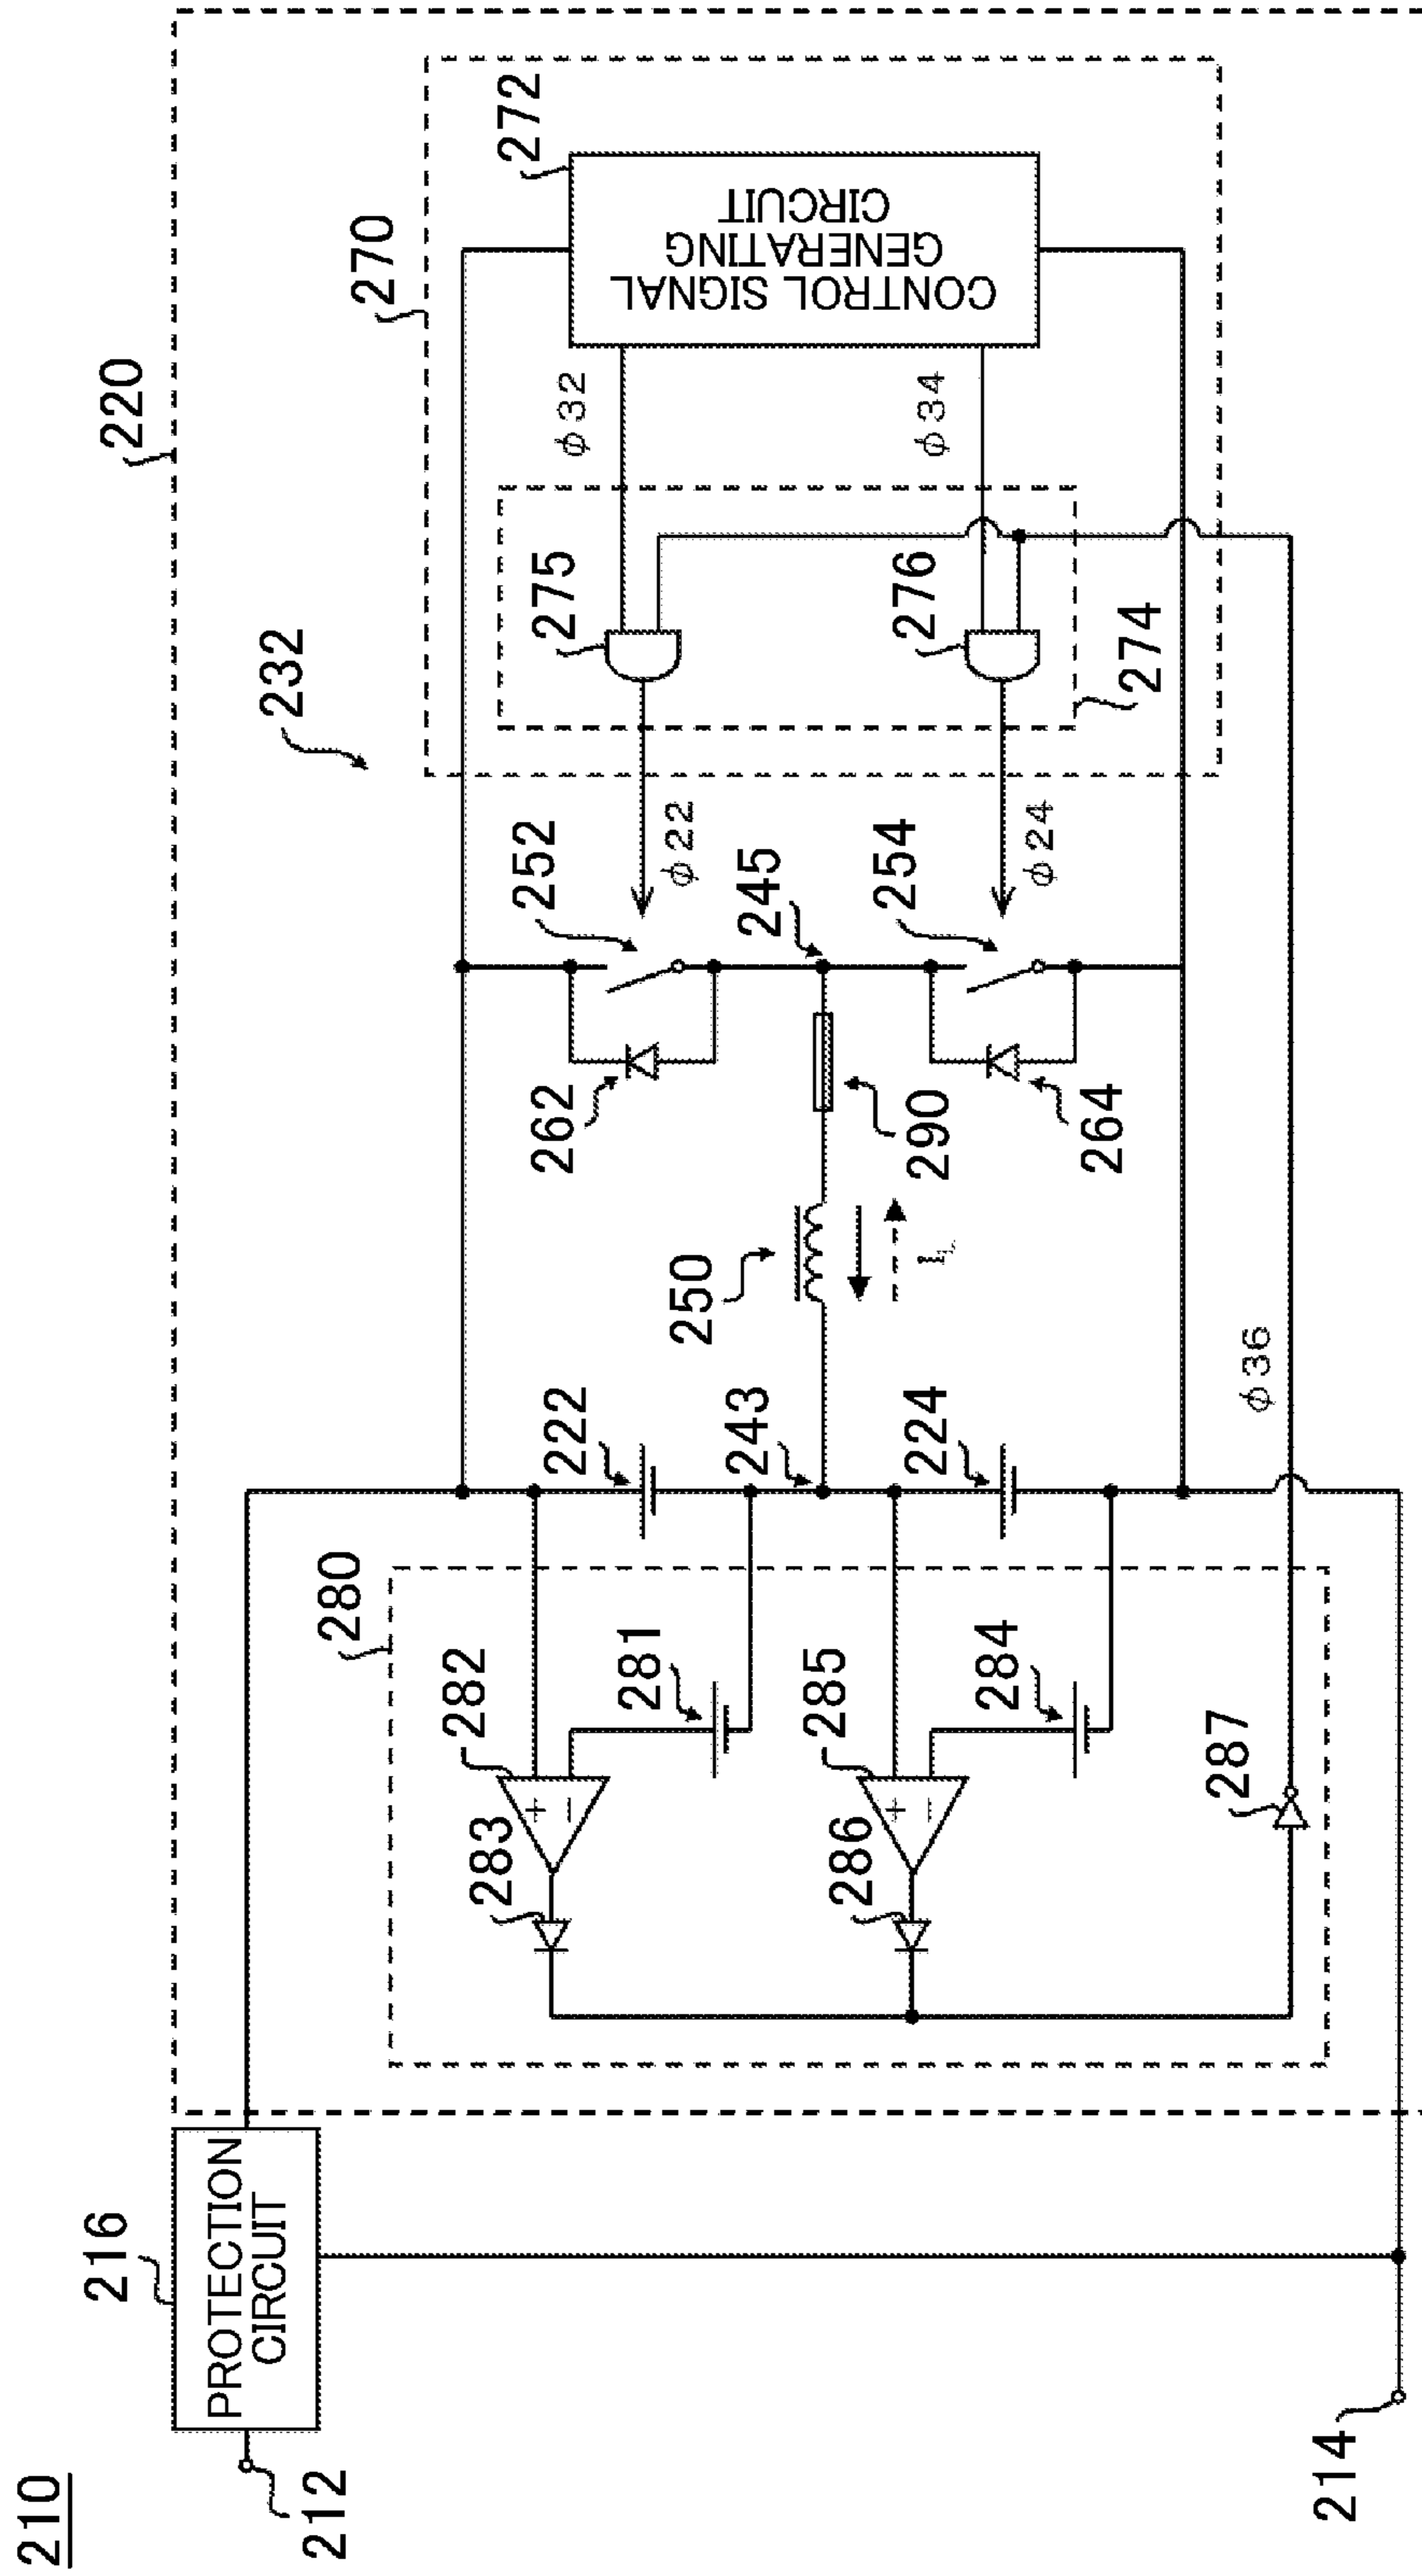 210
220
232
270
272
CONTROL SIGNAL
GENERATING
CIRCUIT
φ32
φ34
275
276
274
252
φ22
245
254
φ24
262
290
264
250
222
243
224
φ36
280
282
281
283
285
284
286
287
216
PROTECTION
CIRCUIT
212
214